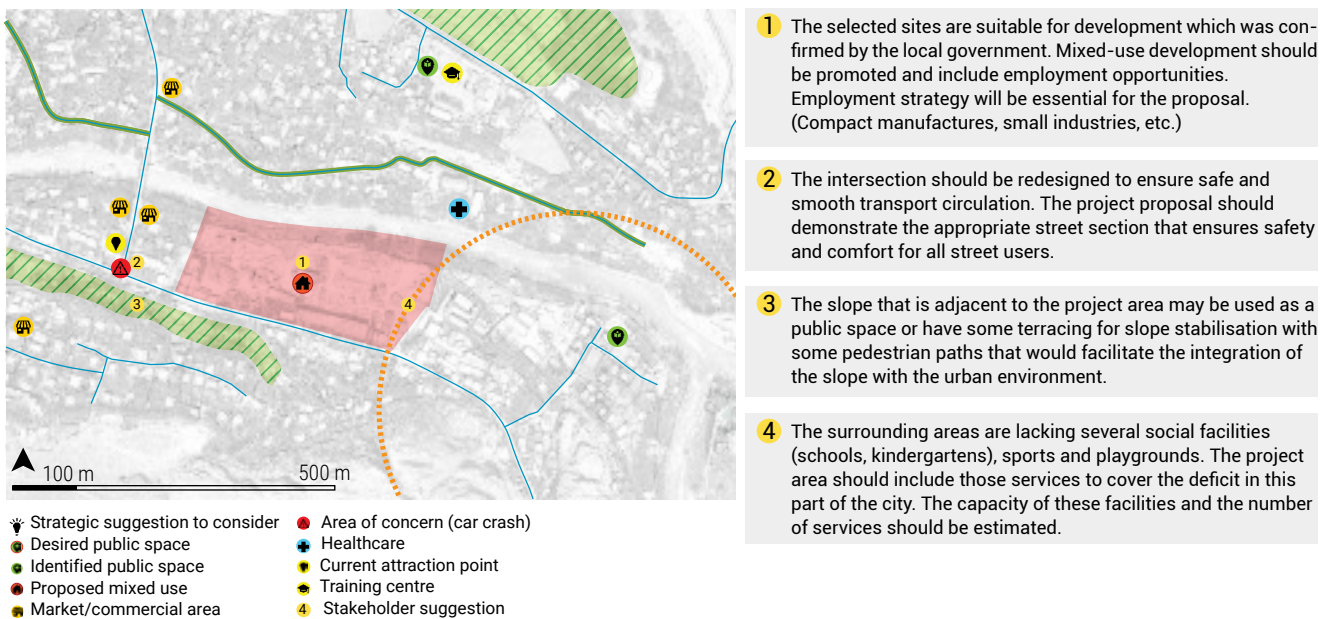 1
2
3
4
100 m
500 m
Strategic suggestion to consider
Desired public space
Identified public space
Proposed mixed use
Market/commercial area
Area of concern (car crash)
Healthcare
Current attraction point
Training centre
4 Stakeholder suggestion
1 The selected sites are suitable for development which was con-
firmed by the local government. Mixed-use development should
be promoted and include employment opportunities.
Employment strategy will be essential for the proposal.
(Compact manufactures, small industries, etc.)
2 The intersection should be redesigned to ensure safe and
smooth transport circulation. The project proposal should
demonstrate the appropriate street section that ensures safety
and comfort for all street users.
3 The slope that is adjacent to the project area may be used as a
public space or have some terracing for slope stabilisation with
some pedestrian paths that would facilitate the integration of
the slope with the urban environment.
4 The surrounding areas are lacking several social facilities
(schools, kindergartens), sports and playgrounds. The project
area should include those services to cover the deficit in this
part of the city. The capacity of these facilities and the number
of services should be estimated.